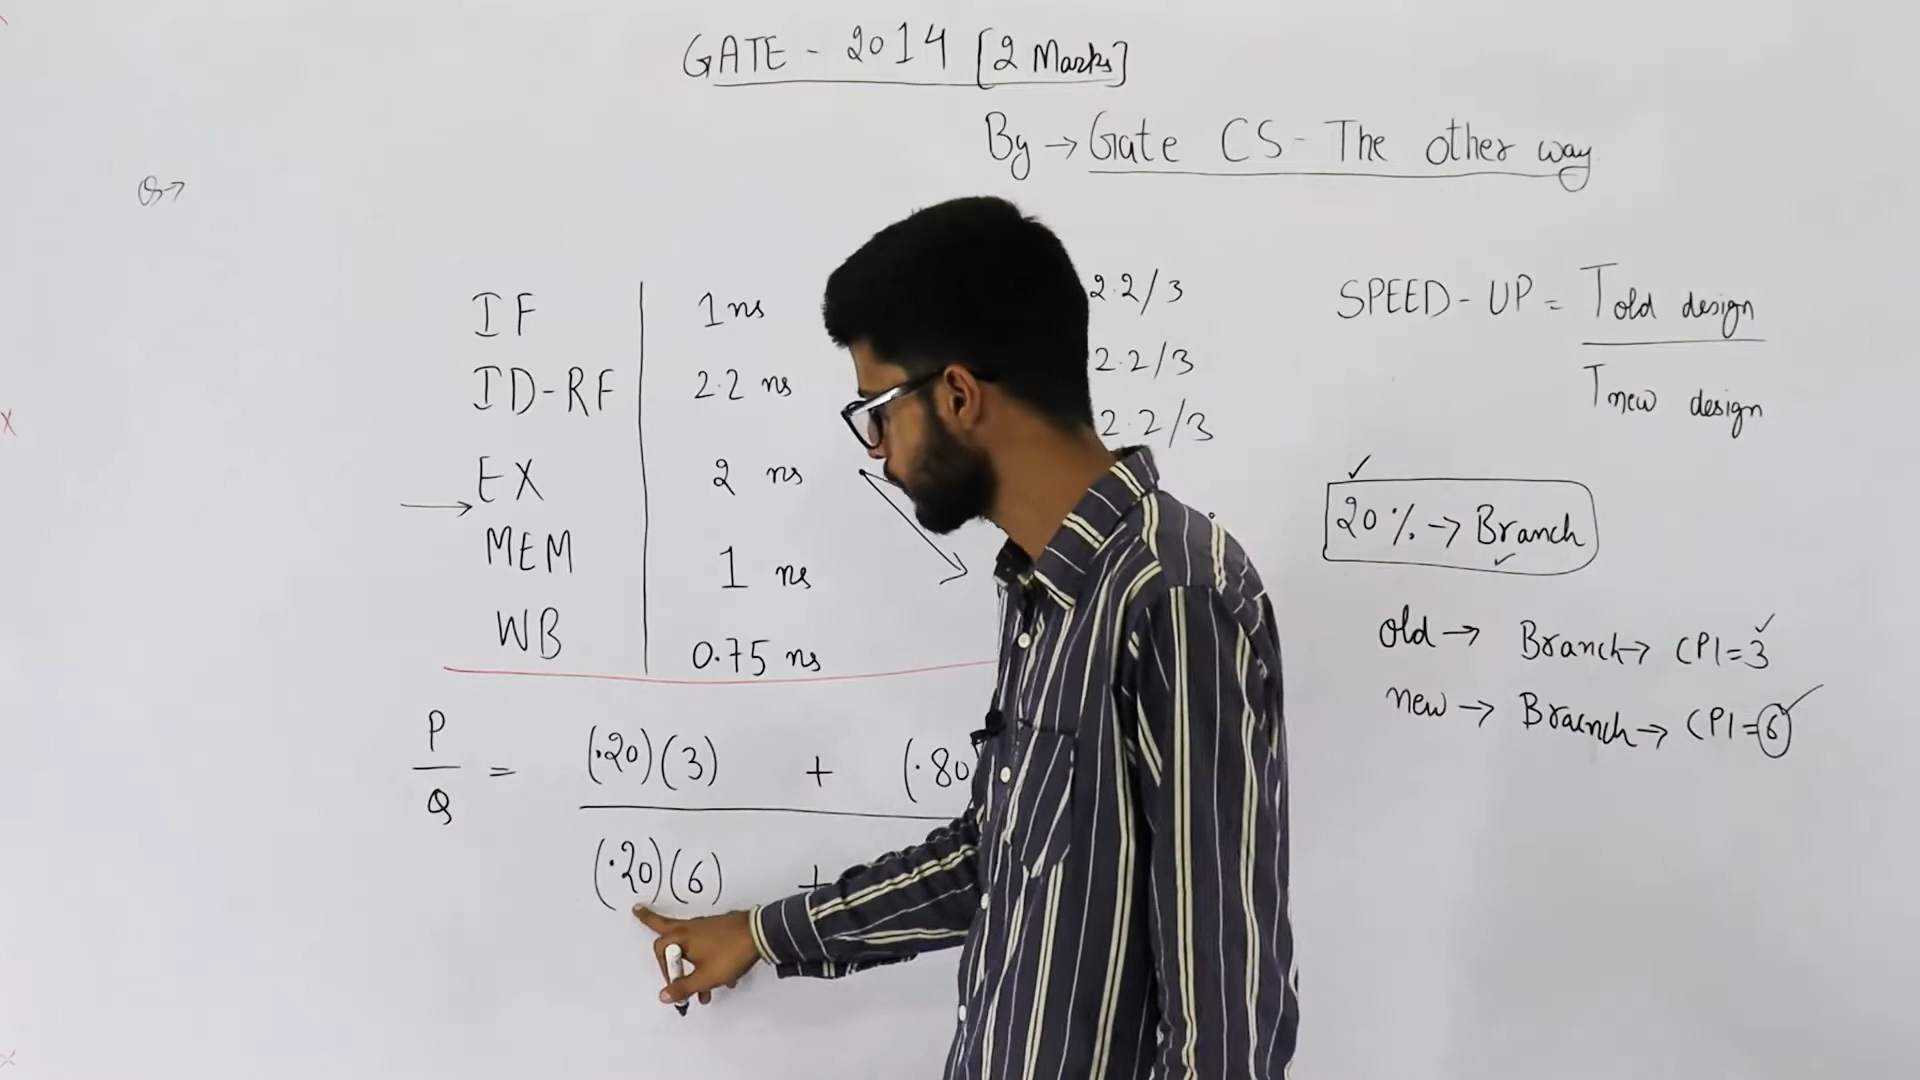 GATE - 2014 [2 Marks]
By → Gate CS - The other way
Q→
IF 1 ns
ID-RF 2.2 ns
EX 2 ns
MEM 1 ns
WB 0.75 ns
2.2/3
2.2/3
2.2/3
SPEED-UP = Told design
Tnew design
20% → Branch
old → Branch → CPI=3
new → Branch → CPI=6
P
Q
=
(.20)(3) + (.80
(.20)(6) +